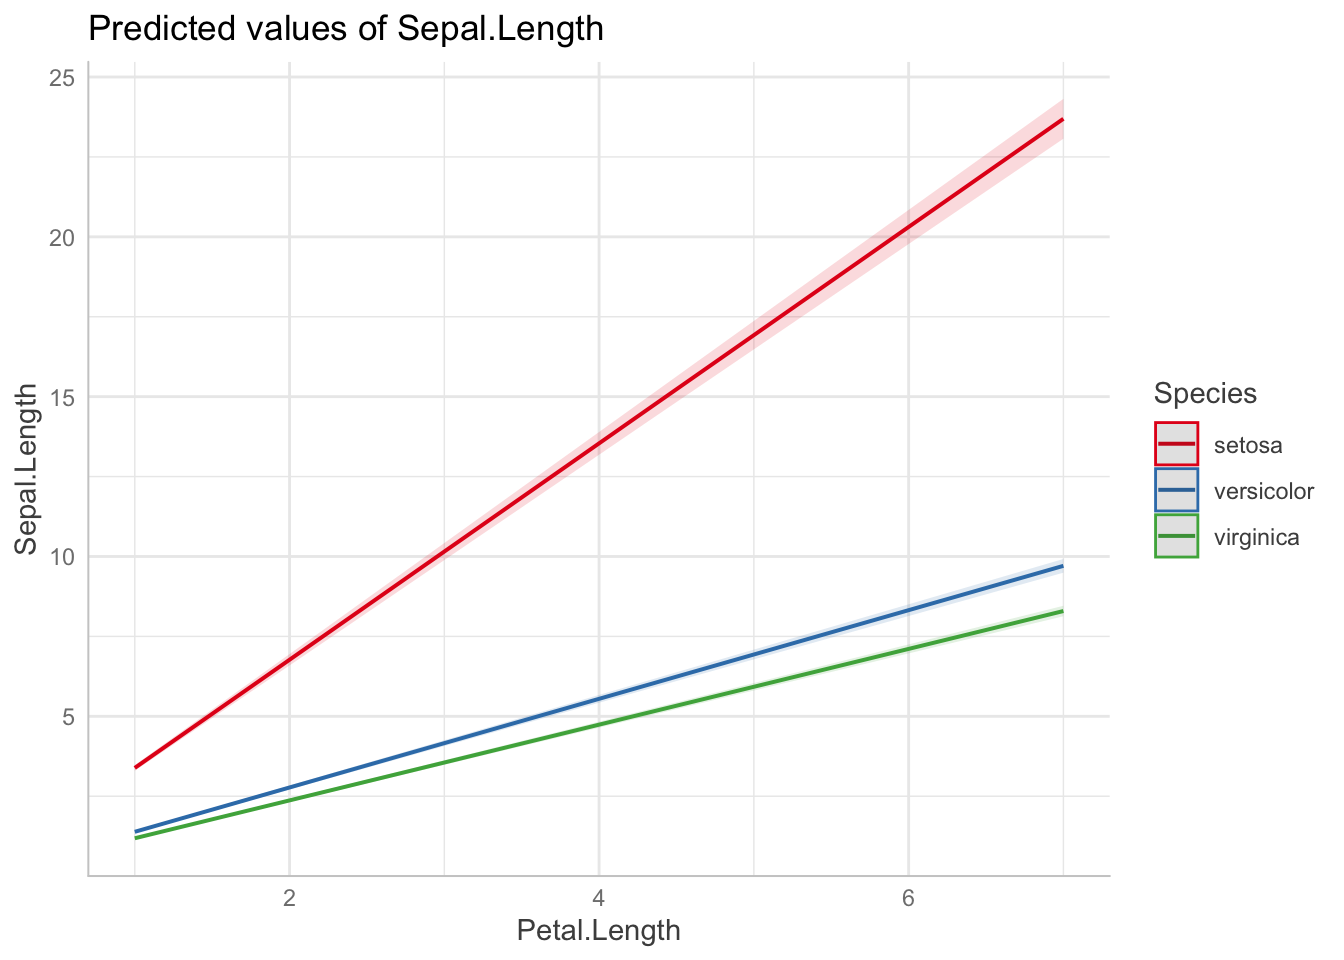 Predicted values of Sepal.Length
25
20
15
10
5
Sepal.Length
2
4
6
Petal.Length
Species
setosa
versicolor
virginica